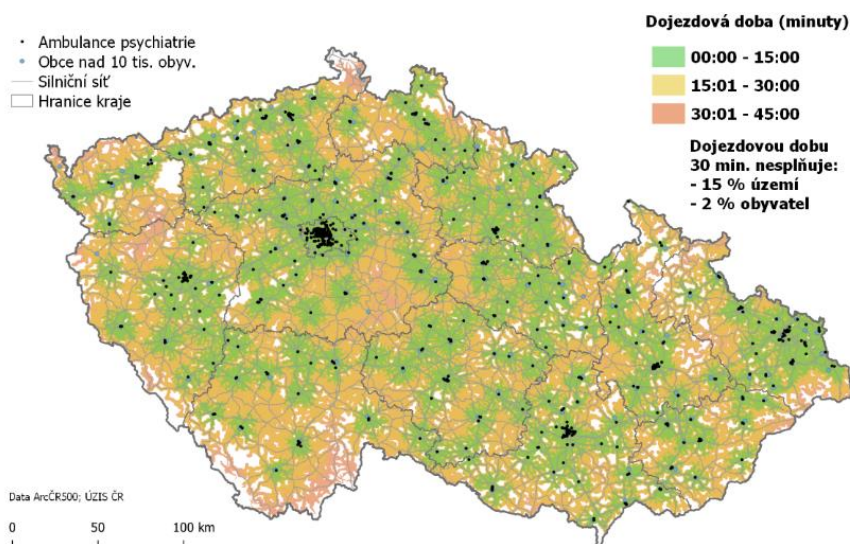 Ambulance psychiatrie
Obce nad 10 tis. obyv.
Silniční síť
Hranice kraje
Dojezdová doba (minuty)
00:00 - 15:00
15:01 - 30:00
30:01 - 45:00
Dojezdovou dobu
30 min. nesplňuje:
- 15 % území
- 2 % obyvatel
Data ArcČR500; ÚZIS ČR
0 50 100 km